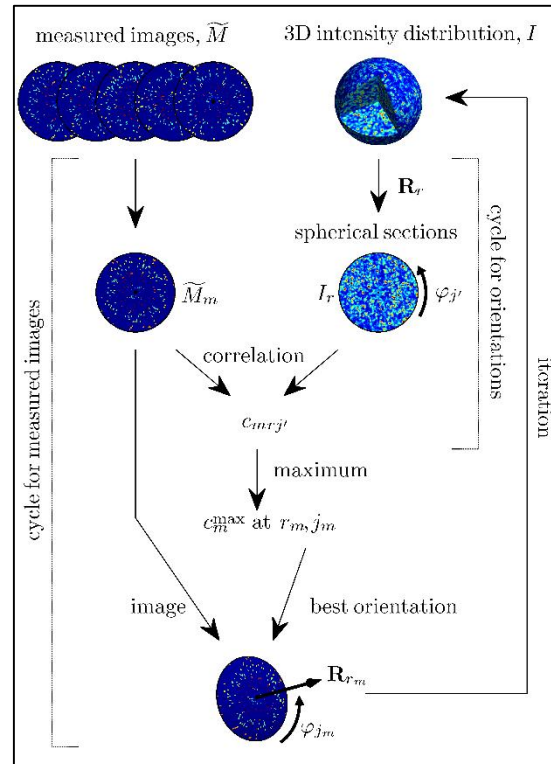 measured images, M̃
3D intensity distribution, I
R_r
spherical sections
M̃_m
I_r
φ_j′
correlation
c_mrj′
maximum
c_m^max at r_m, j_m
image
best orientation
R_r_m
φ_j_m
cycle for measured images
cycle for orientations
iteration